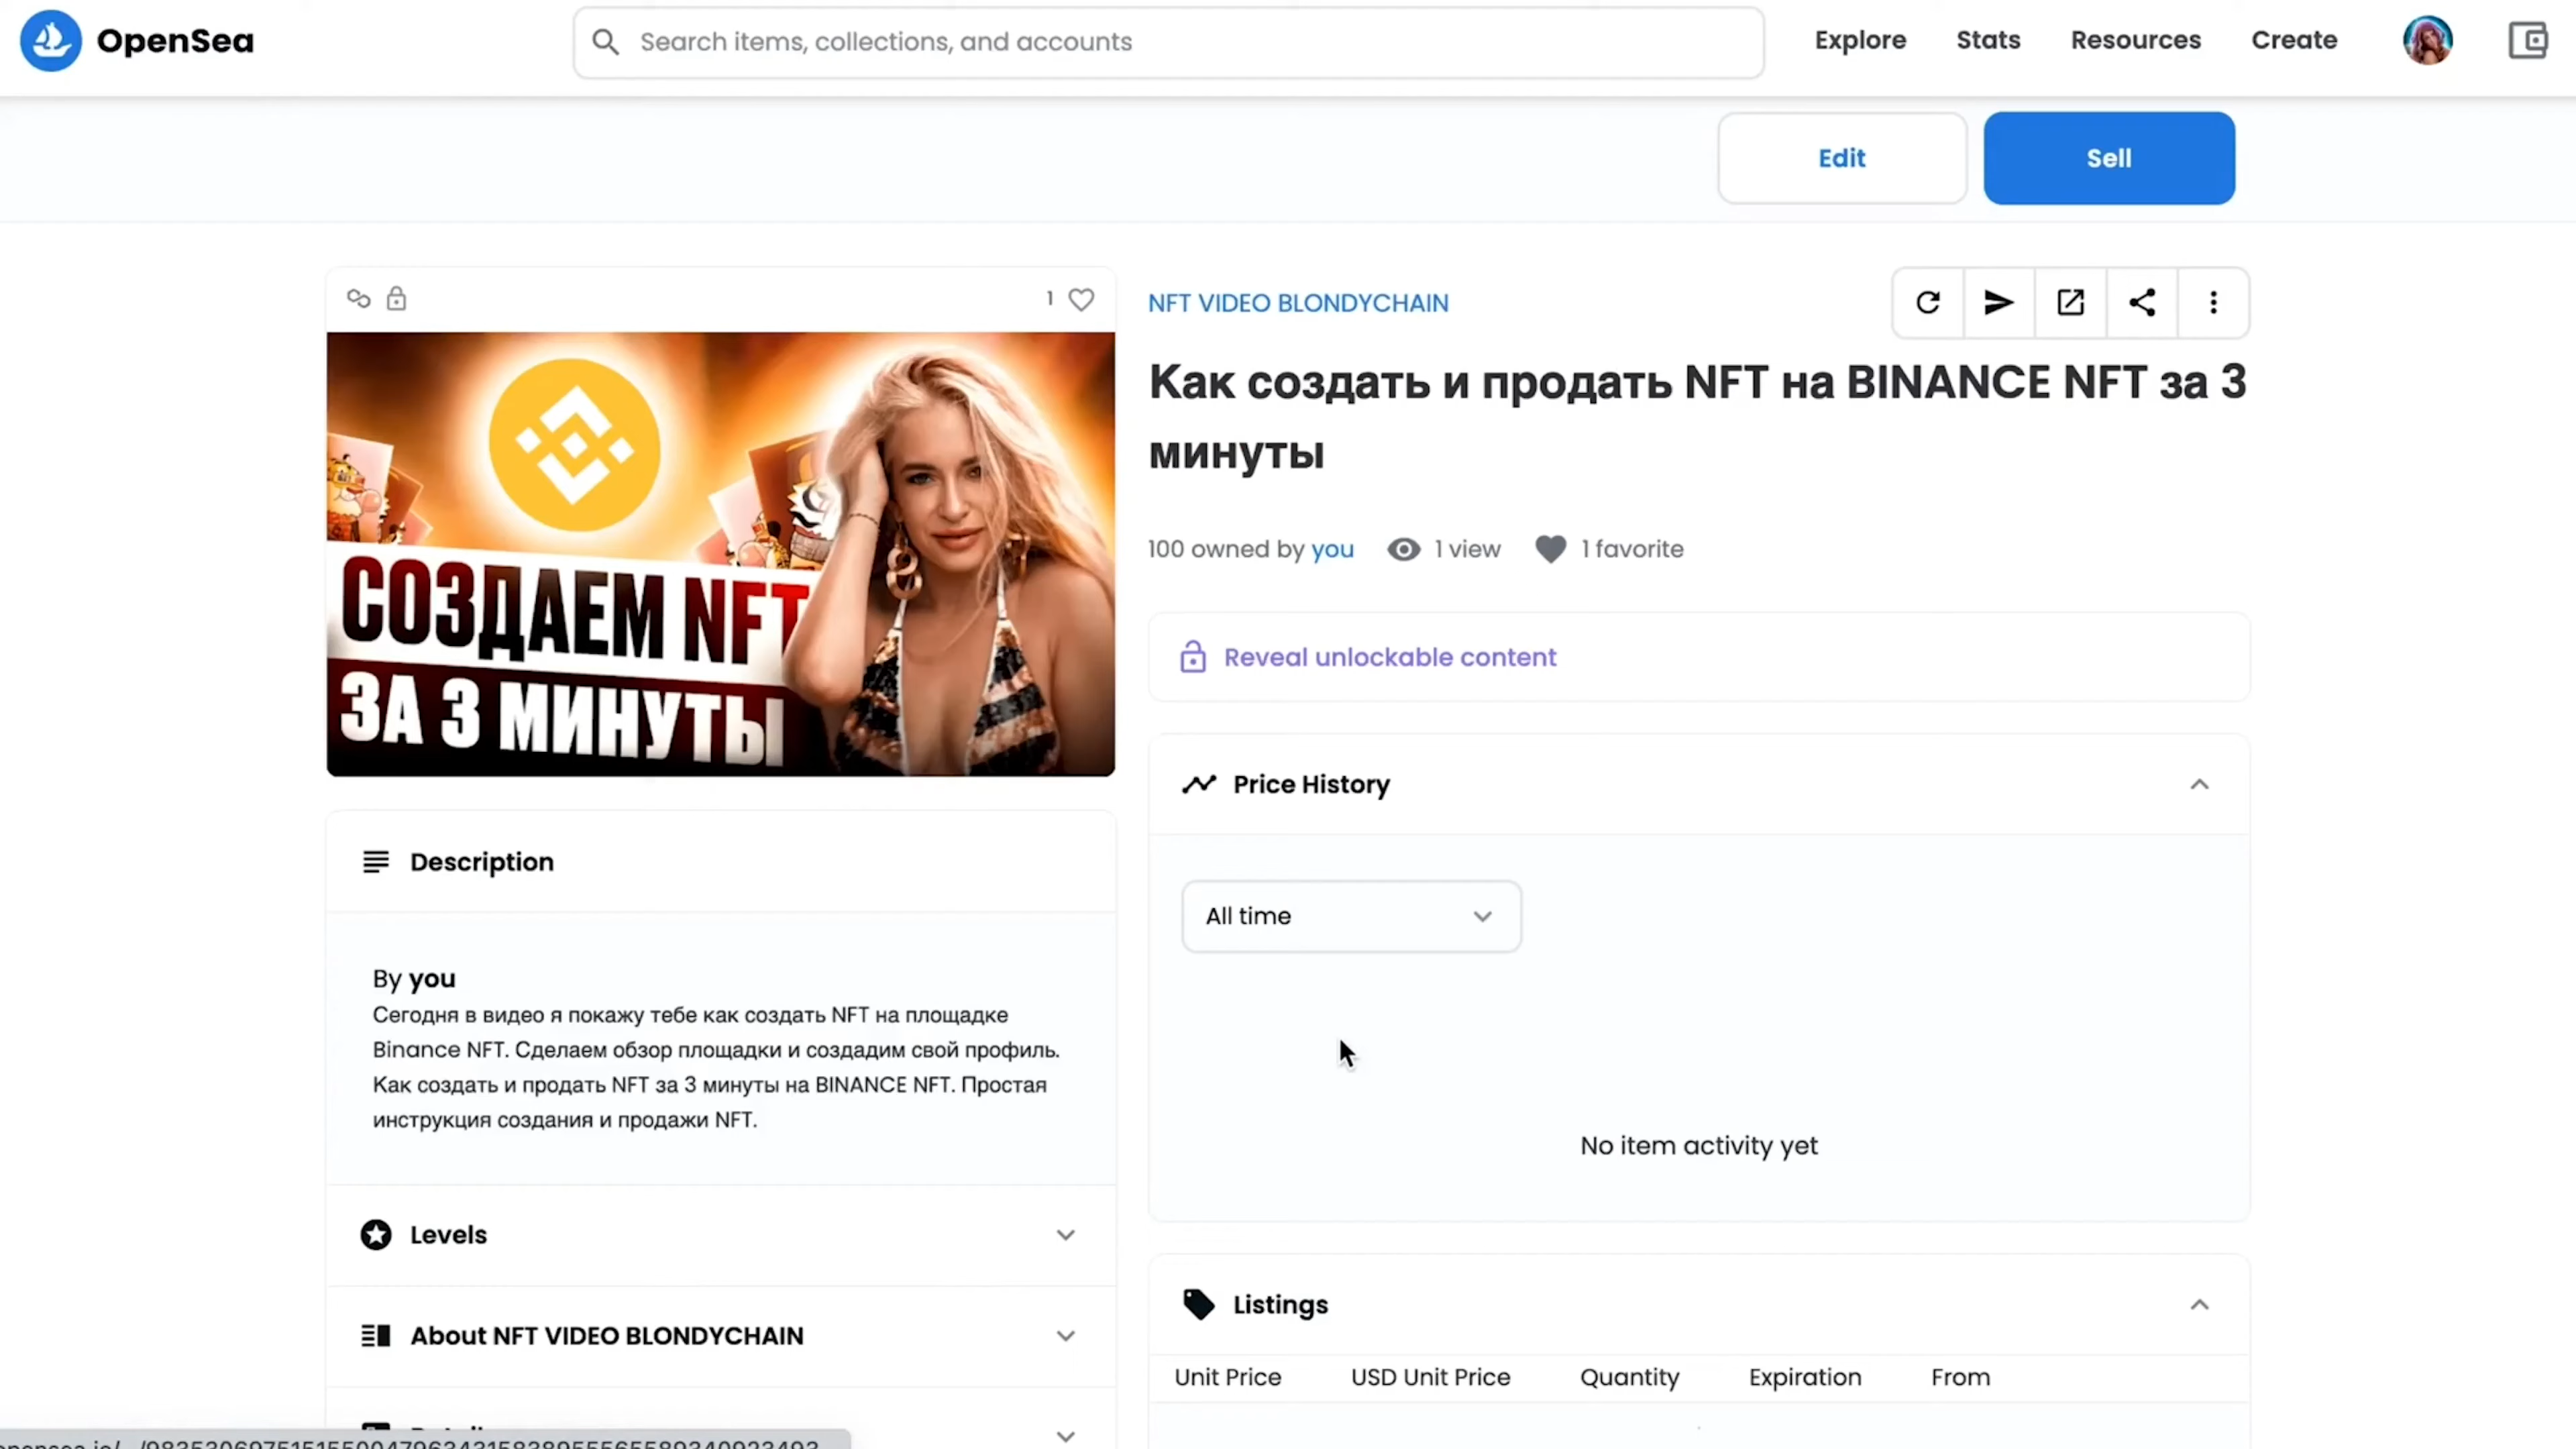 OpenSea
Search items, collections, and accounts
Explore
Stats
Resources
Create
Edit
Sell
1
СОЗДАЕМ NFT
ЗА 3 МИНУТЫ
NFT VIDEO BLONDYCHAIN
Как создать и продать NFT на BINANCE NFT за 3
минуты
100 owned by you
1 view
1 favorite
Reveal unlockable content
Price History
All time
No item activity yet
Description
By you
Сегодня в видео я покажу тебе как создать NFT на площадке
Binance NFT. Сделаем обзор площадки и создадим свой профиль.
Как создать и продать NFT за 3 минуты на BINANCE NFT. Простая
инструкция создания и продажи NFT.
Levels
About NFT VIDEO BLONDYCHAIN
Listings
Unit Price
USD Unit Price
Quantity
Expiration
From